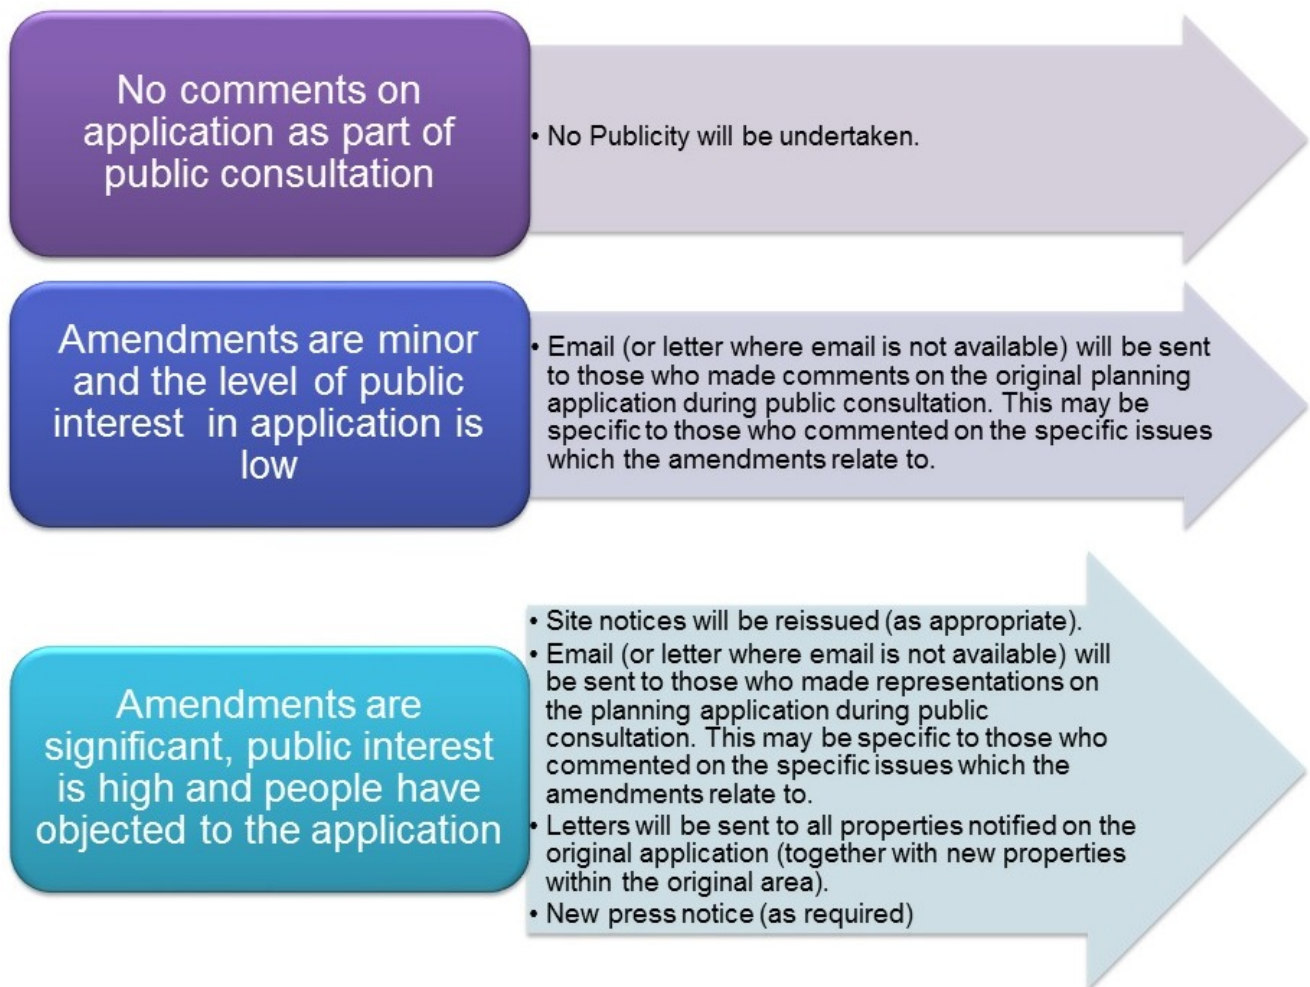 No comments on
application as part of
public consultation
• No Publicity will be undertaken.
Amendments are minor
and the level of public
interest in application is
low
• Email (or letter where email is not available) will be sent
to those who made comments on the original planning
application during public consultation. This may be
specific to those who commented on the specific issues
which the amendments relate to.
Amendments are
significant, public interest
is high and people have
objected to the application
• Site notices will be reissued (as appropriate).
• Email (or letter where email is not available) will
be sent to those who made representations on
the planning application during public
consultation. This may be specific to those who
commented on the specific issues which the
amendments relate to.
• Letters will be sent to all properties notified on the
original application (together with new properties
within the original area).
• New press notice (as required)